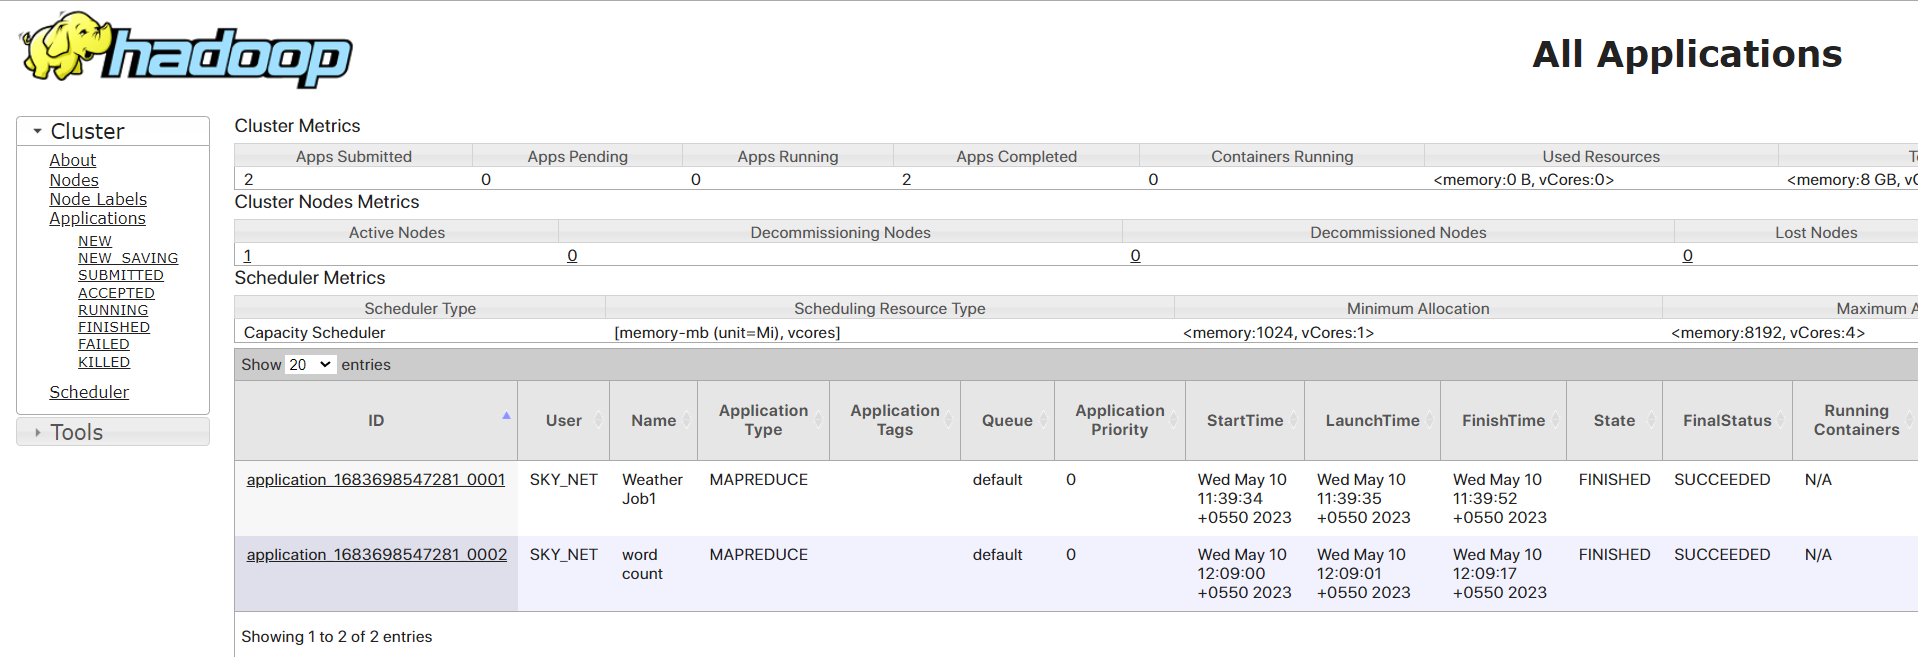 hadoop
All Applications
Cluster
About
Nodes
Node Labels
Applications
NEW
NEW_SAVING
SUBMITTED
ACCEPTED
RUNNING
FINISHED
FAILED
KILLED
Scheduler
Tools
Cluster Metrics
Apps Submitted Apps Pending Apps Running Apps Completed Containers Running Used Resources
2 0 0 2 0 <memory:0 B, vCores:0> <memory:8 GB,
Cluster Nodes Metrics
Active Nodes Decommissioning Nodes Decommissioned Nodes Lost Nodes
1 0 0 0
Scheduler Metrics
Scheduler Type Scheduling Resource Type Minimum Allocation Maximum
Capacity Scheduler [memory-mb (unit=Mi), vcores] <memory:1024, vCores:1> <memory:8192, vCores:4>
Show 20 entries
ID User Name Application Type Application Tags Queue Application Priority StartTime LaunchTime FinishTime State FinalStatus Running Containers
application_1683698547281_0001 SKY_NET Weather MAPREDUCE default 0 Wed May 10 Wed May 10 Wed May 10 FINISHED SUCCEEDED N/A
Job1 11:39:34 11:39:35 11:39:52
+0550 2023 +0550 2023 +0550 2023
application_1683698547281_0002 SKY_NET word MAPREDUCE default 0 Wed May 10 Wed May 10 Wed May 10 FINISHED SUCCEEDED N/A
count 12:09:00 12:09:01 12:09:17
+0550 2023 +0550 2023 +0550 2023
Showing 1 to 2 of 2 entries